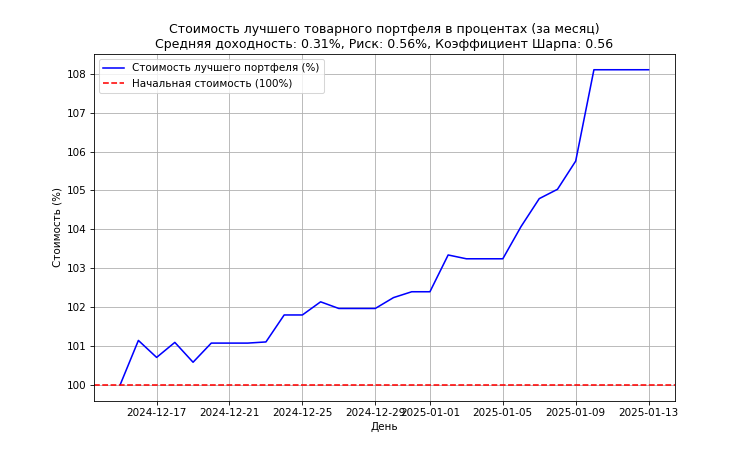 Стоимость лучшего товарного портфеля в процентах (за месяц)
Средняя доходность: 0.31%, Риск: 0.56%, Коэффициент Шарпа: 0.56
Стоимость лучшего портфеля (%)
Начальная стоимость (100%)
Стоимость (%)
108
107
106
105
104
103
102
101
100
2024-12-17 2024-12-21 2024-12-25 2024-12-29 2025-01-01 2025-01-05 2025-01-09 2025-01-13
День